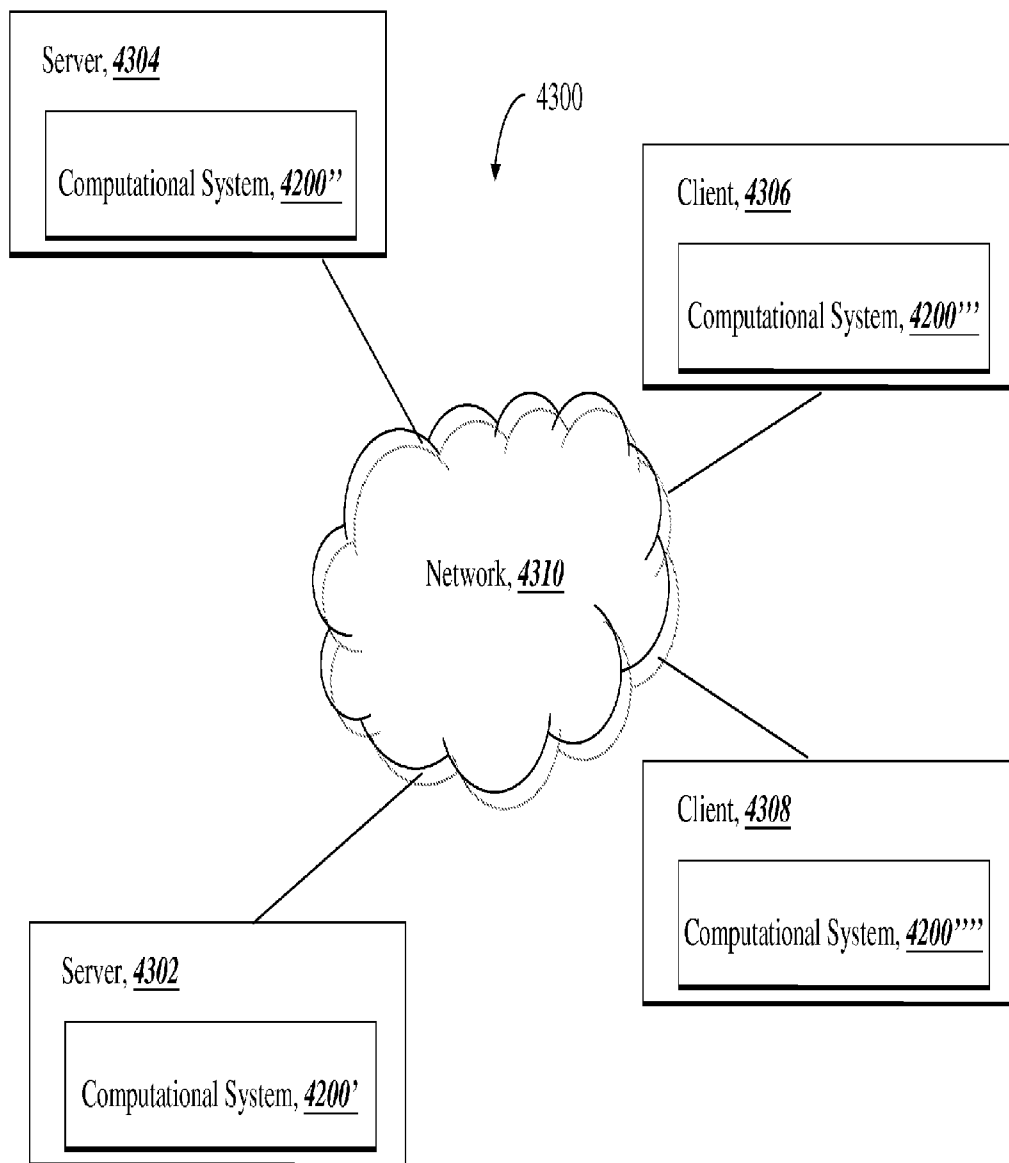 Server, 4304
Computational System, 4200’’
4300
Client, 4306
Computational System, 4200’’’
Network, 4310
Client, 4308
Computational System, 4200’’’’
Server, 4302
Computational System, 4200'